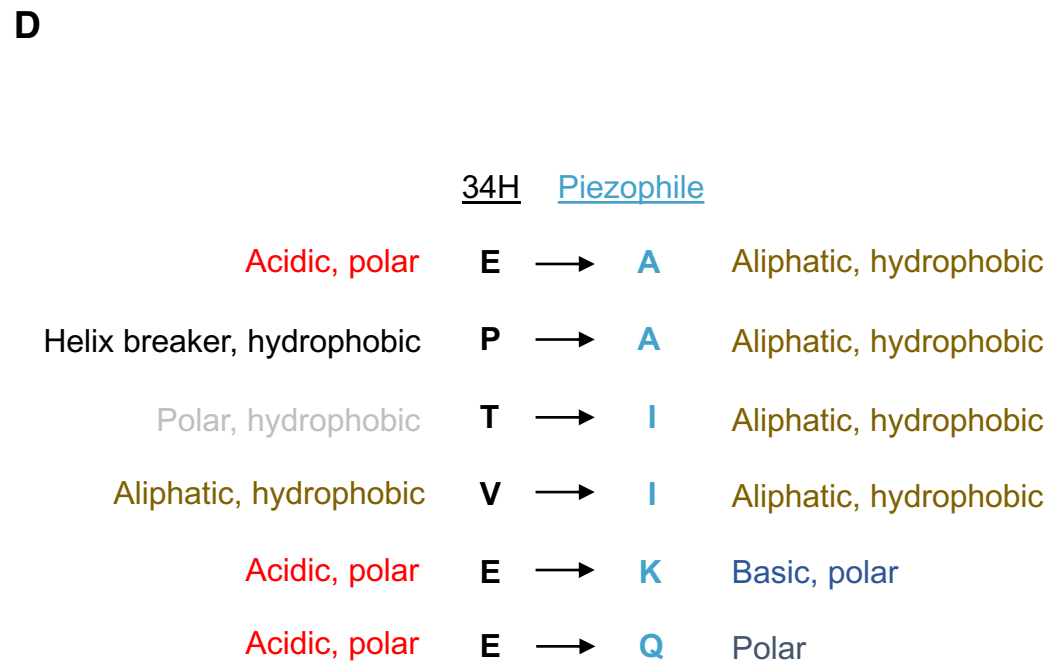 D
34H Piezophile
Acidic, polar E → A Aliphatic, hydrophobic
Helix breaker, hydrophobic P → A Aliphatic, hydrophobic
Polar, hydrophobic T → I Aliphatic, hydrophobic
Aliphatic, hydrophobic V → I Aliphatic, hydrophobic
Acidic, polar E → K Basic, polar
Acidic, polar E → Q Polar